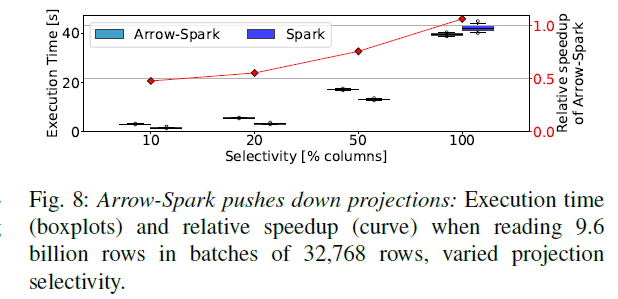 Execution Time [s]
40
20
0
Arrow-Spark Spark
1.0
0.5
0.0
Relative speedup
of Arrow-Spark
10 20 50 100
Selectivity [% columns]
Fig. 8: Arrow-Spark pushes down projections: Execution time
(boxplots) and relative speedup (curve) when reading 9.6
billion rows in batches of 32,768 rows, varied projection
selectivity.